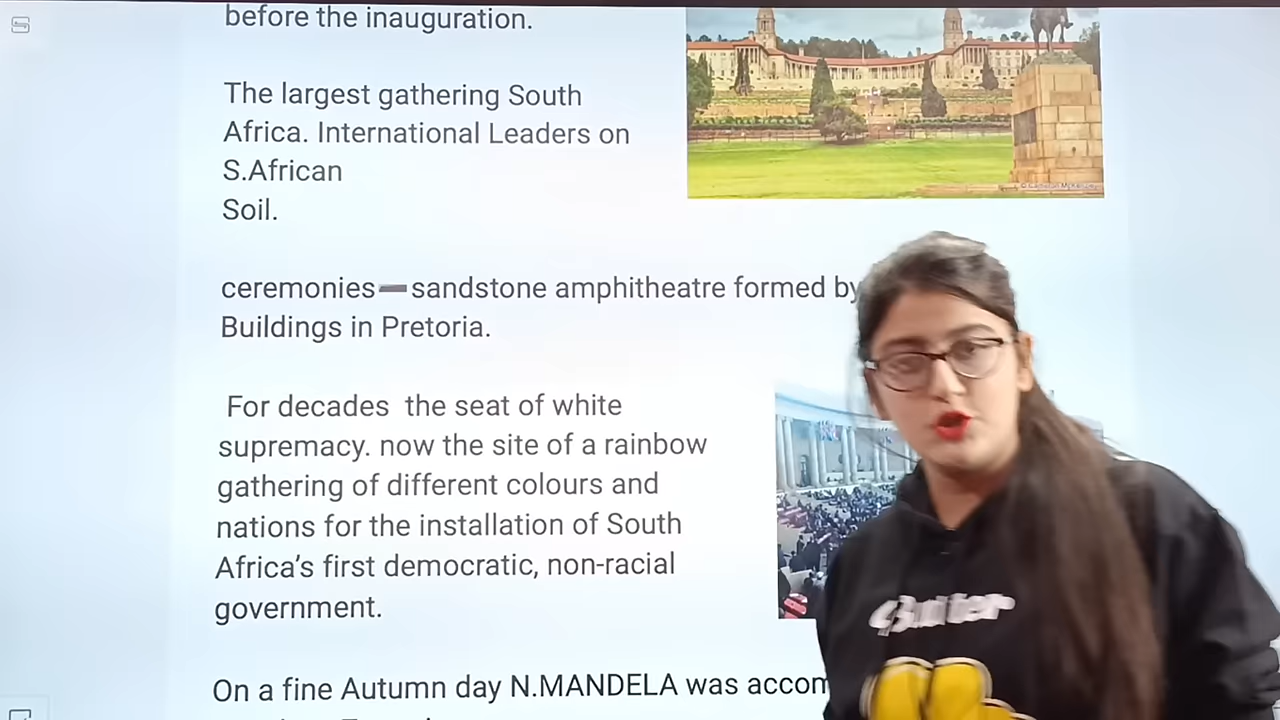 before the inauguration.
The largest gathering South
Africa. International Leaders on
S.African
Soil.
ceremonies—sandstone amphitheatre formed by
Buildings in Pretoria.
For decades the seat of white
supremacy. now the site of a rainbow
gathering of different colours and
nations for the installation of South
Africa's first democratic, non-racial
government.
On a fine Autumn day N.MANDELA was